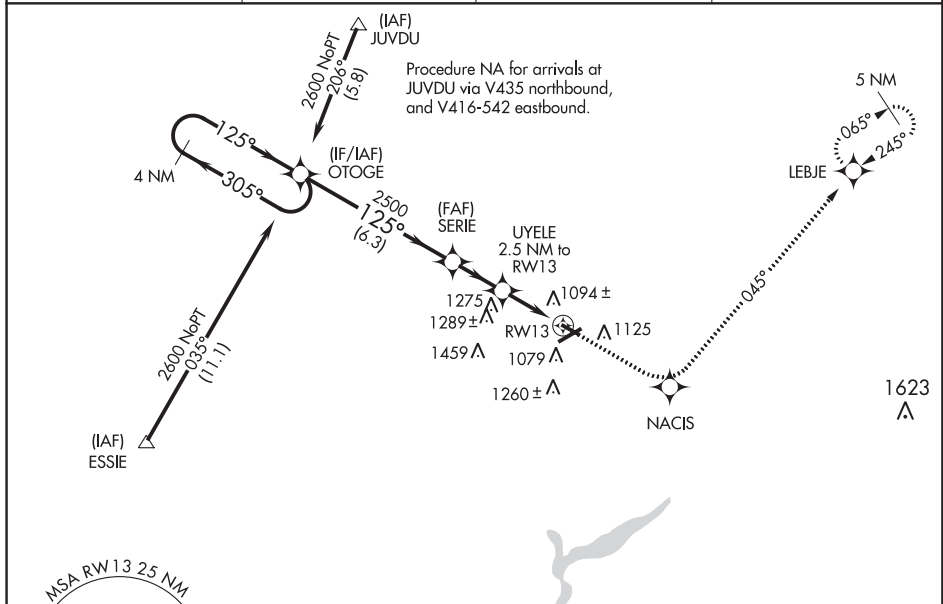 (IAF)
JUVDU
2600 NoPT
206°
(5.8)
Procedure NA for arrivals at
JUVDU via V435 northbound,
and V416-542 eastbound.
5 NM
065°
245°
LEBJE
125°
4 NM
305°
(IF/IAF)
OTOGE
2500
125°
(6.3)
(FAF)
SERIE
UYELE
2.5 NM to
RW13
1275
1289±
1094±
RW13
1125
1459
1079
1260±
045°
NACIS
1623
2600 NoPT
035°
(11.1)
(IAF)
ESSIE
MSA RW13 25 NM